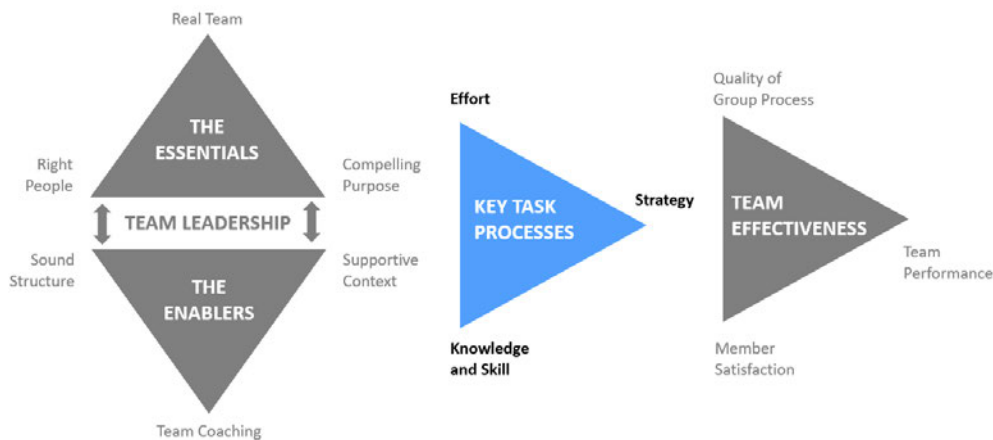 Real Team
THE
ESSENTIALS
Right
People
Compelling
Purpose
TEAM LEADERSHIP
Sound
Structure
Supportive
Context
THE
ENABLERS
Team Coaching
Effort
KEY TASK
PROCESSES
Strategy
Knowledge
and Skill
Quality of
Group Process
TEAM
EFFECTIVENESS
Team
Performance
Member
Satisfaction